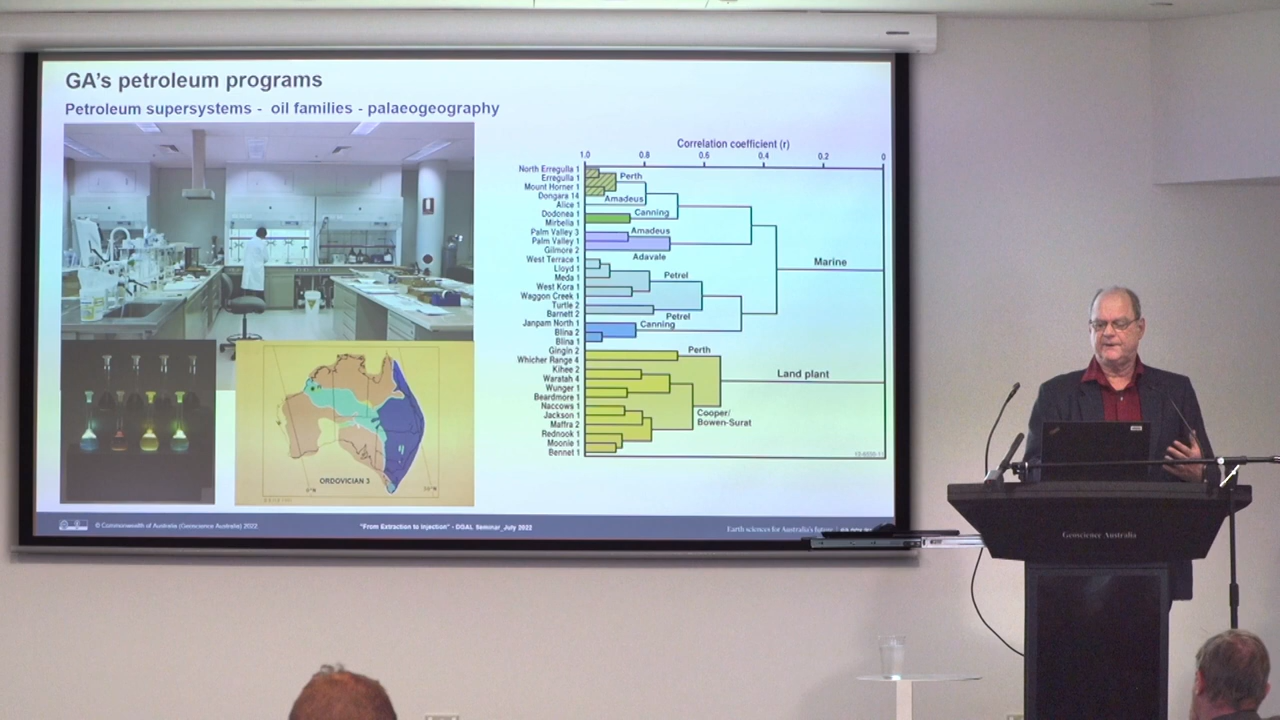 GA's petroleum programs
Petroleum supersystems - oil families - palaeogeography
Correlation coefficient (r)
1.0 0.8 0.6 0.4 0.2 0
North Erregulla 1
Erregulla 1
Mount Horner 1
Dongara 14
Alice 1
Dodonea 1
Mirbelia 1
Palm Valley 3
Palm Valley 1
Gilmore 2
West Terrace 1
Lloyd 1
Meda 1
West Kora 1
Waggon Creek 1
Turtle 2
Barnett 2
Janpam North 1
Blina 2
Blina 1
Gingin 2
Whicher Range 4
Kihee 2
Waratah 4
Wunger 1
Beardmore 1
Naccows 1
Jackson 1
Maffra 2
Rednook 1
Moonie 1
Bennet 1
Perth
Amadeus
Canning
Amadeus
Adavale
Petrel
Petrel
Canning
Perth
Cooper/
Bowen-Surat
Marine
Land plant
ORDOVICIAN 3
© Commonwealth of Australia (Geoscience Australia) 2022
"From Extraction to Injection" - DGAL Seminar_July 2022
Earth sciences for Australia's future
Geoscience Australia